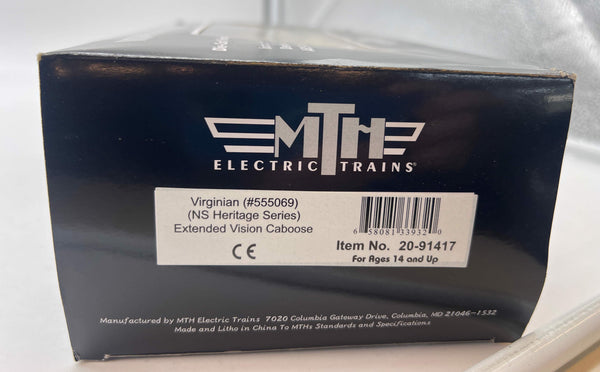 MTH
ELECTRIC TRAINS®
Virginian (#555069)
(NS Heritage Series)
Extended Vision Caboose
CE
6 58081 33932 0
Item No. 20-91417
For Ages 14 and Up
Manufactured by MTH Electric Trains 7020 Columbia Gateway Drive, Columbia, MD 21046-1532
Made and Litho in China To MTHs Standards and Specifications